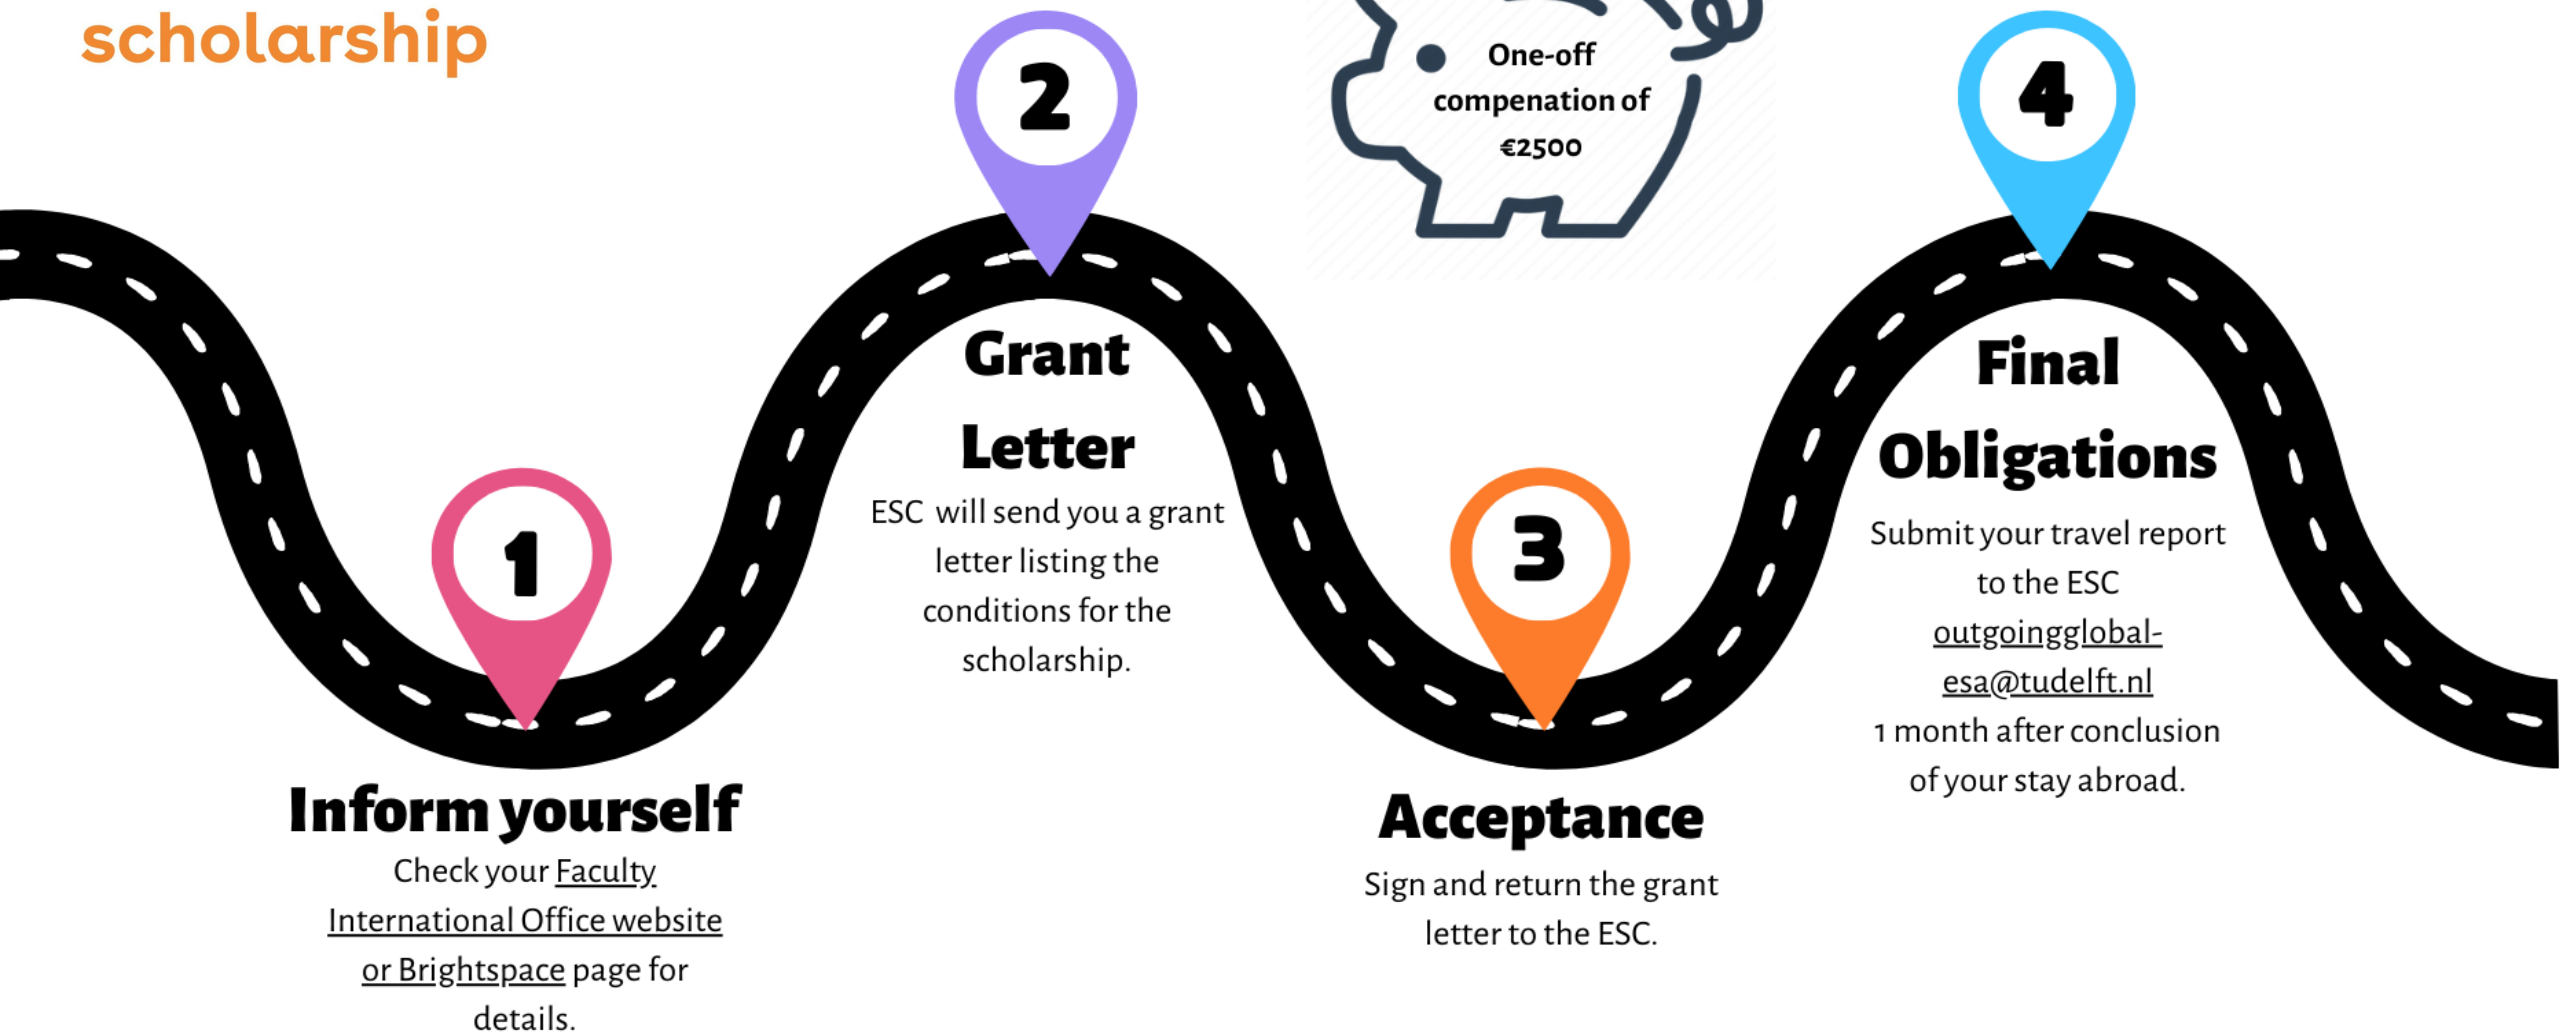 scholarship
1
Inform yourself
Check your Faculty
International Office website
or Brightspace page for
details.
2
Grant
Letter
ESC will send you a grant
letter listing the
conditions for the
scholarship.
One-off
compenation of
€2500
3
Acceptance
Sign and return the grant
letter to the ESC.
4
Final
Obligations
Submit your travel report
to the ESC
outgoingglobal-
esa@tudelft.nl
1 month after conclusion
of your stay abroad.